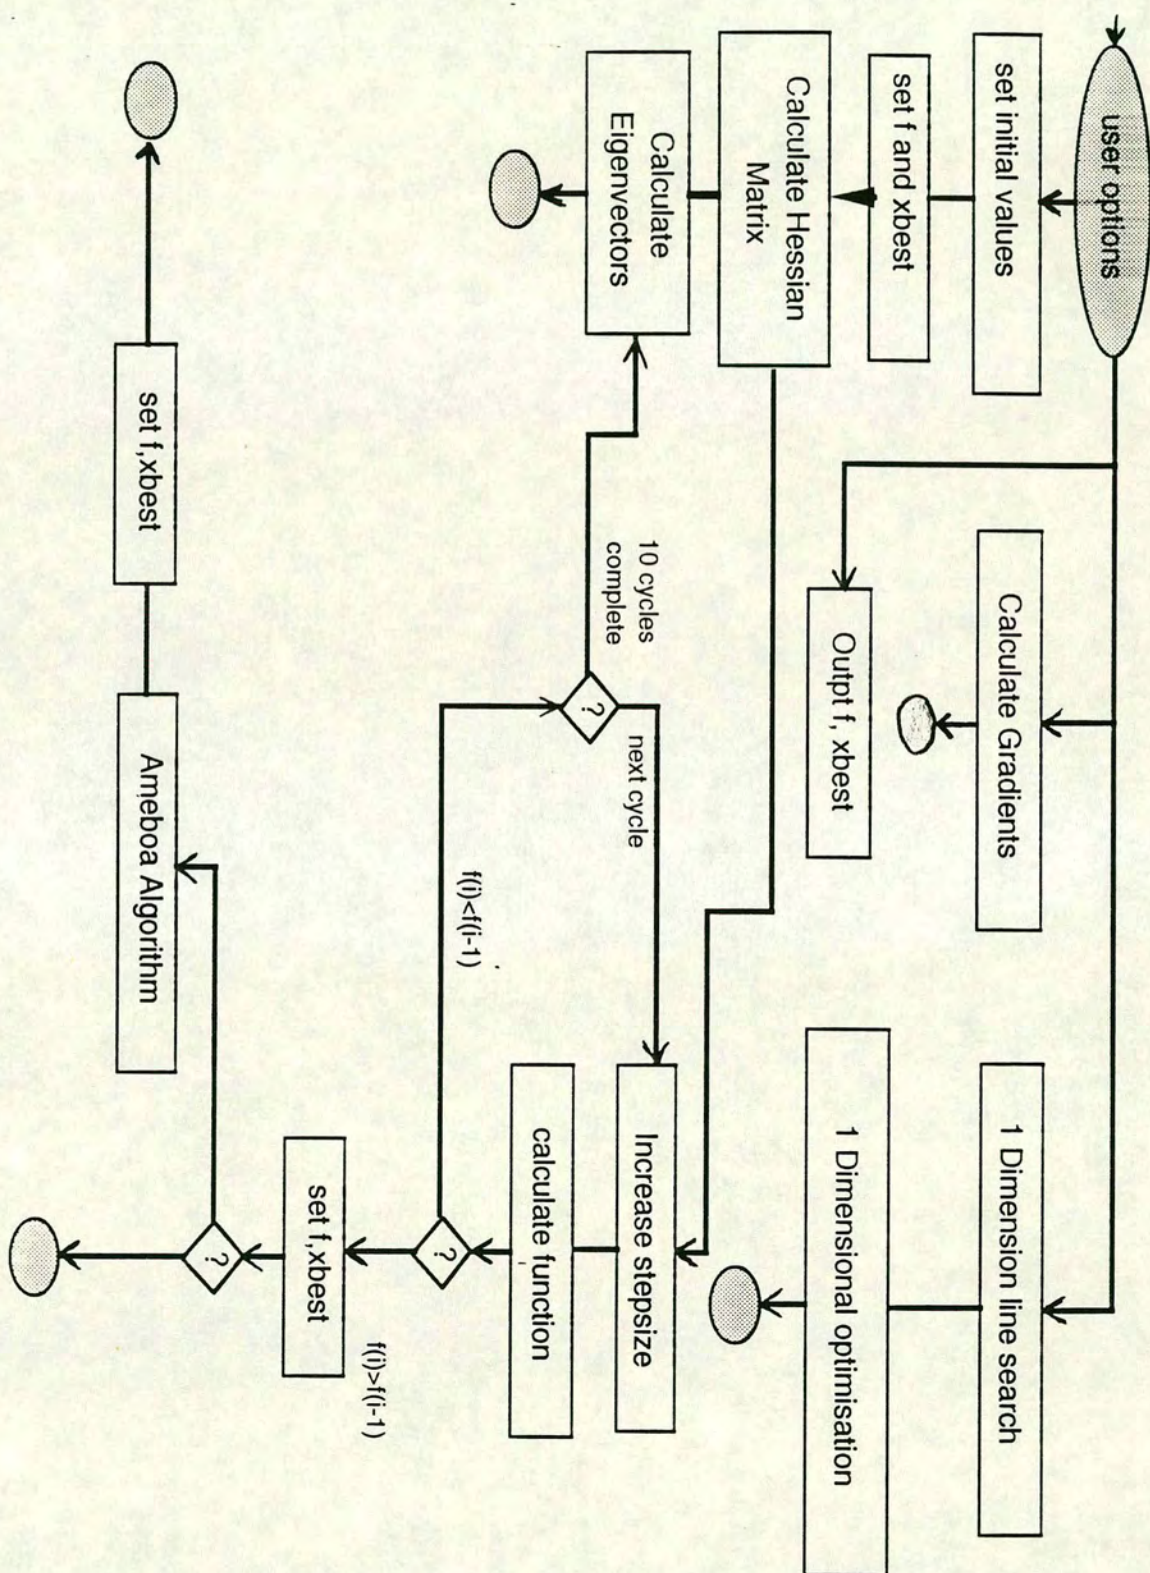 user options
set initial values
set f and xbest
Calculate Hessian
Matrix
Calculate
Eigenvectors
Calculate Gradients
Outpt f, xbest
1 Dimension line search
1 Dimensional optimisation
10 cycles
complete
?
next cycle
Increase stepsize
calculate function
f(i)<f(i-1)
?
f(i)>f(i-1)
set f,xbest
?
Ameboa Algorithm
set f,xbest